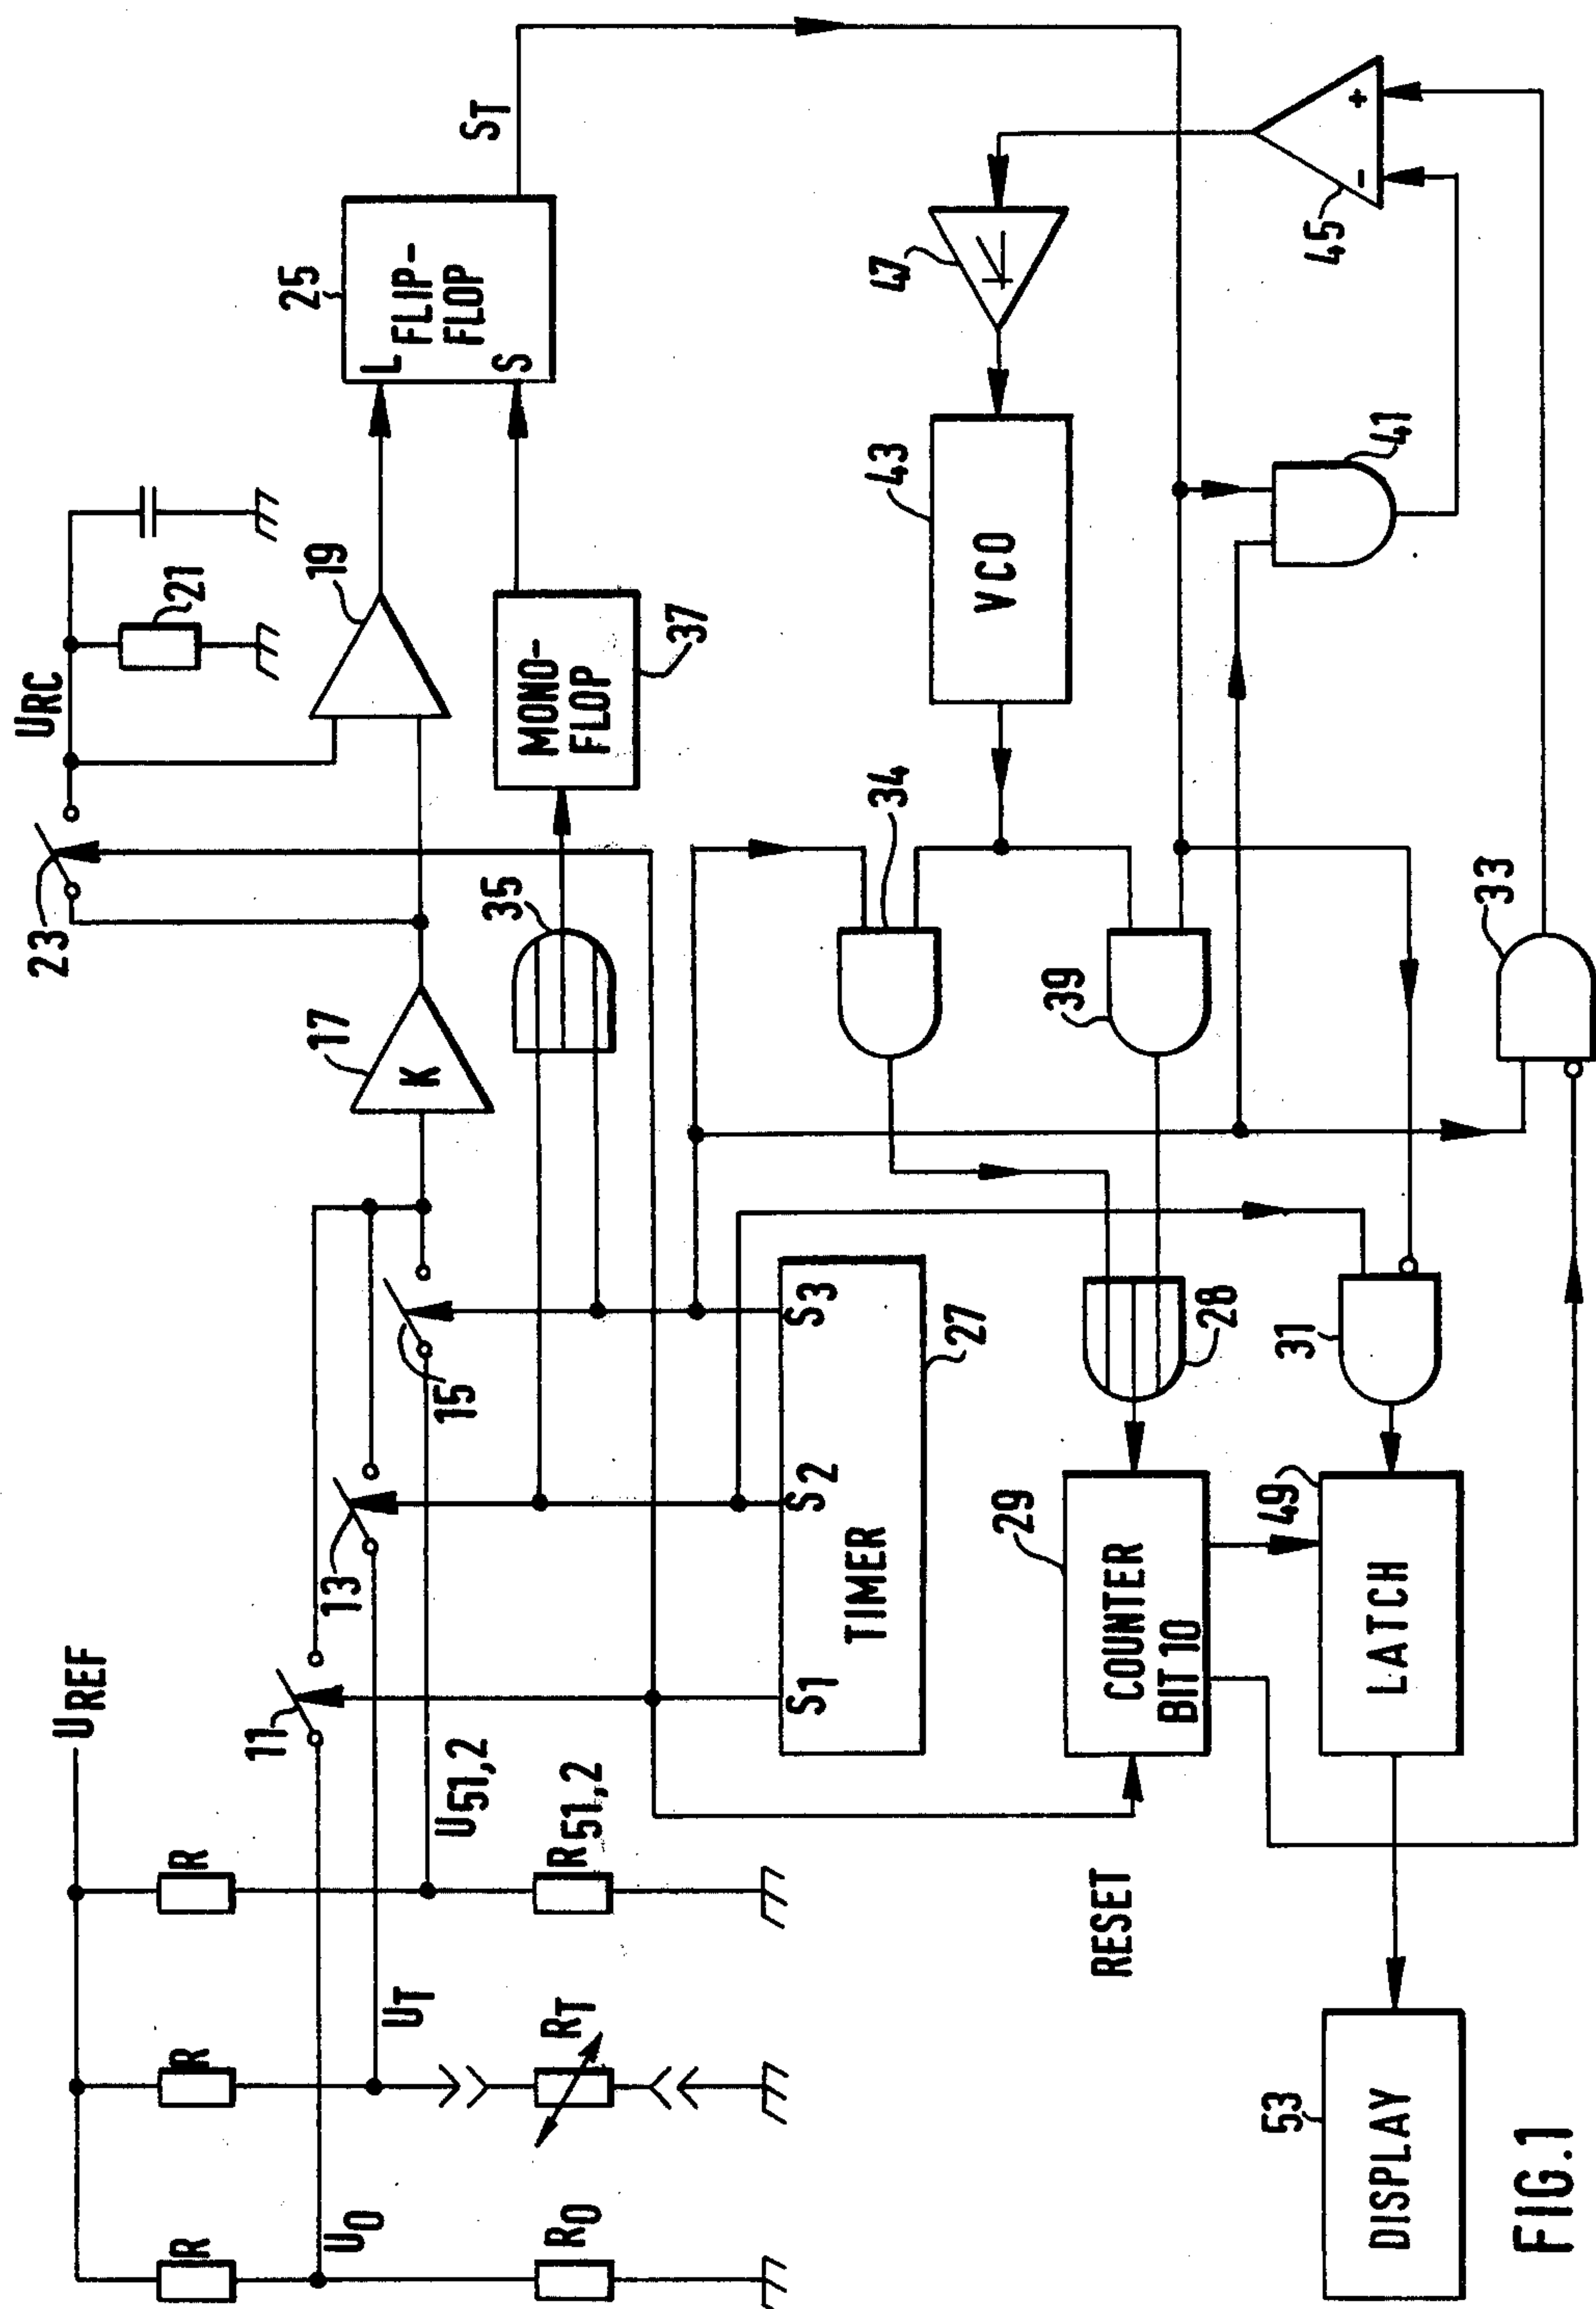 UREF
R
R
R
U0
UT
U51,2
R0
RT
R51,2
11
13
15
17
K
23
URC
21
19
25
L
FLIP-
FLOP
S
ST
35
MONO-
FLOP
37
S1
S2
S3
TIMER
27
34
39
43
VCO
47
45
-
+
41
33
28
31
RESET
29
COUNTER
BIT 10
49
LATCH
53
DISPLAY
FIG.1